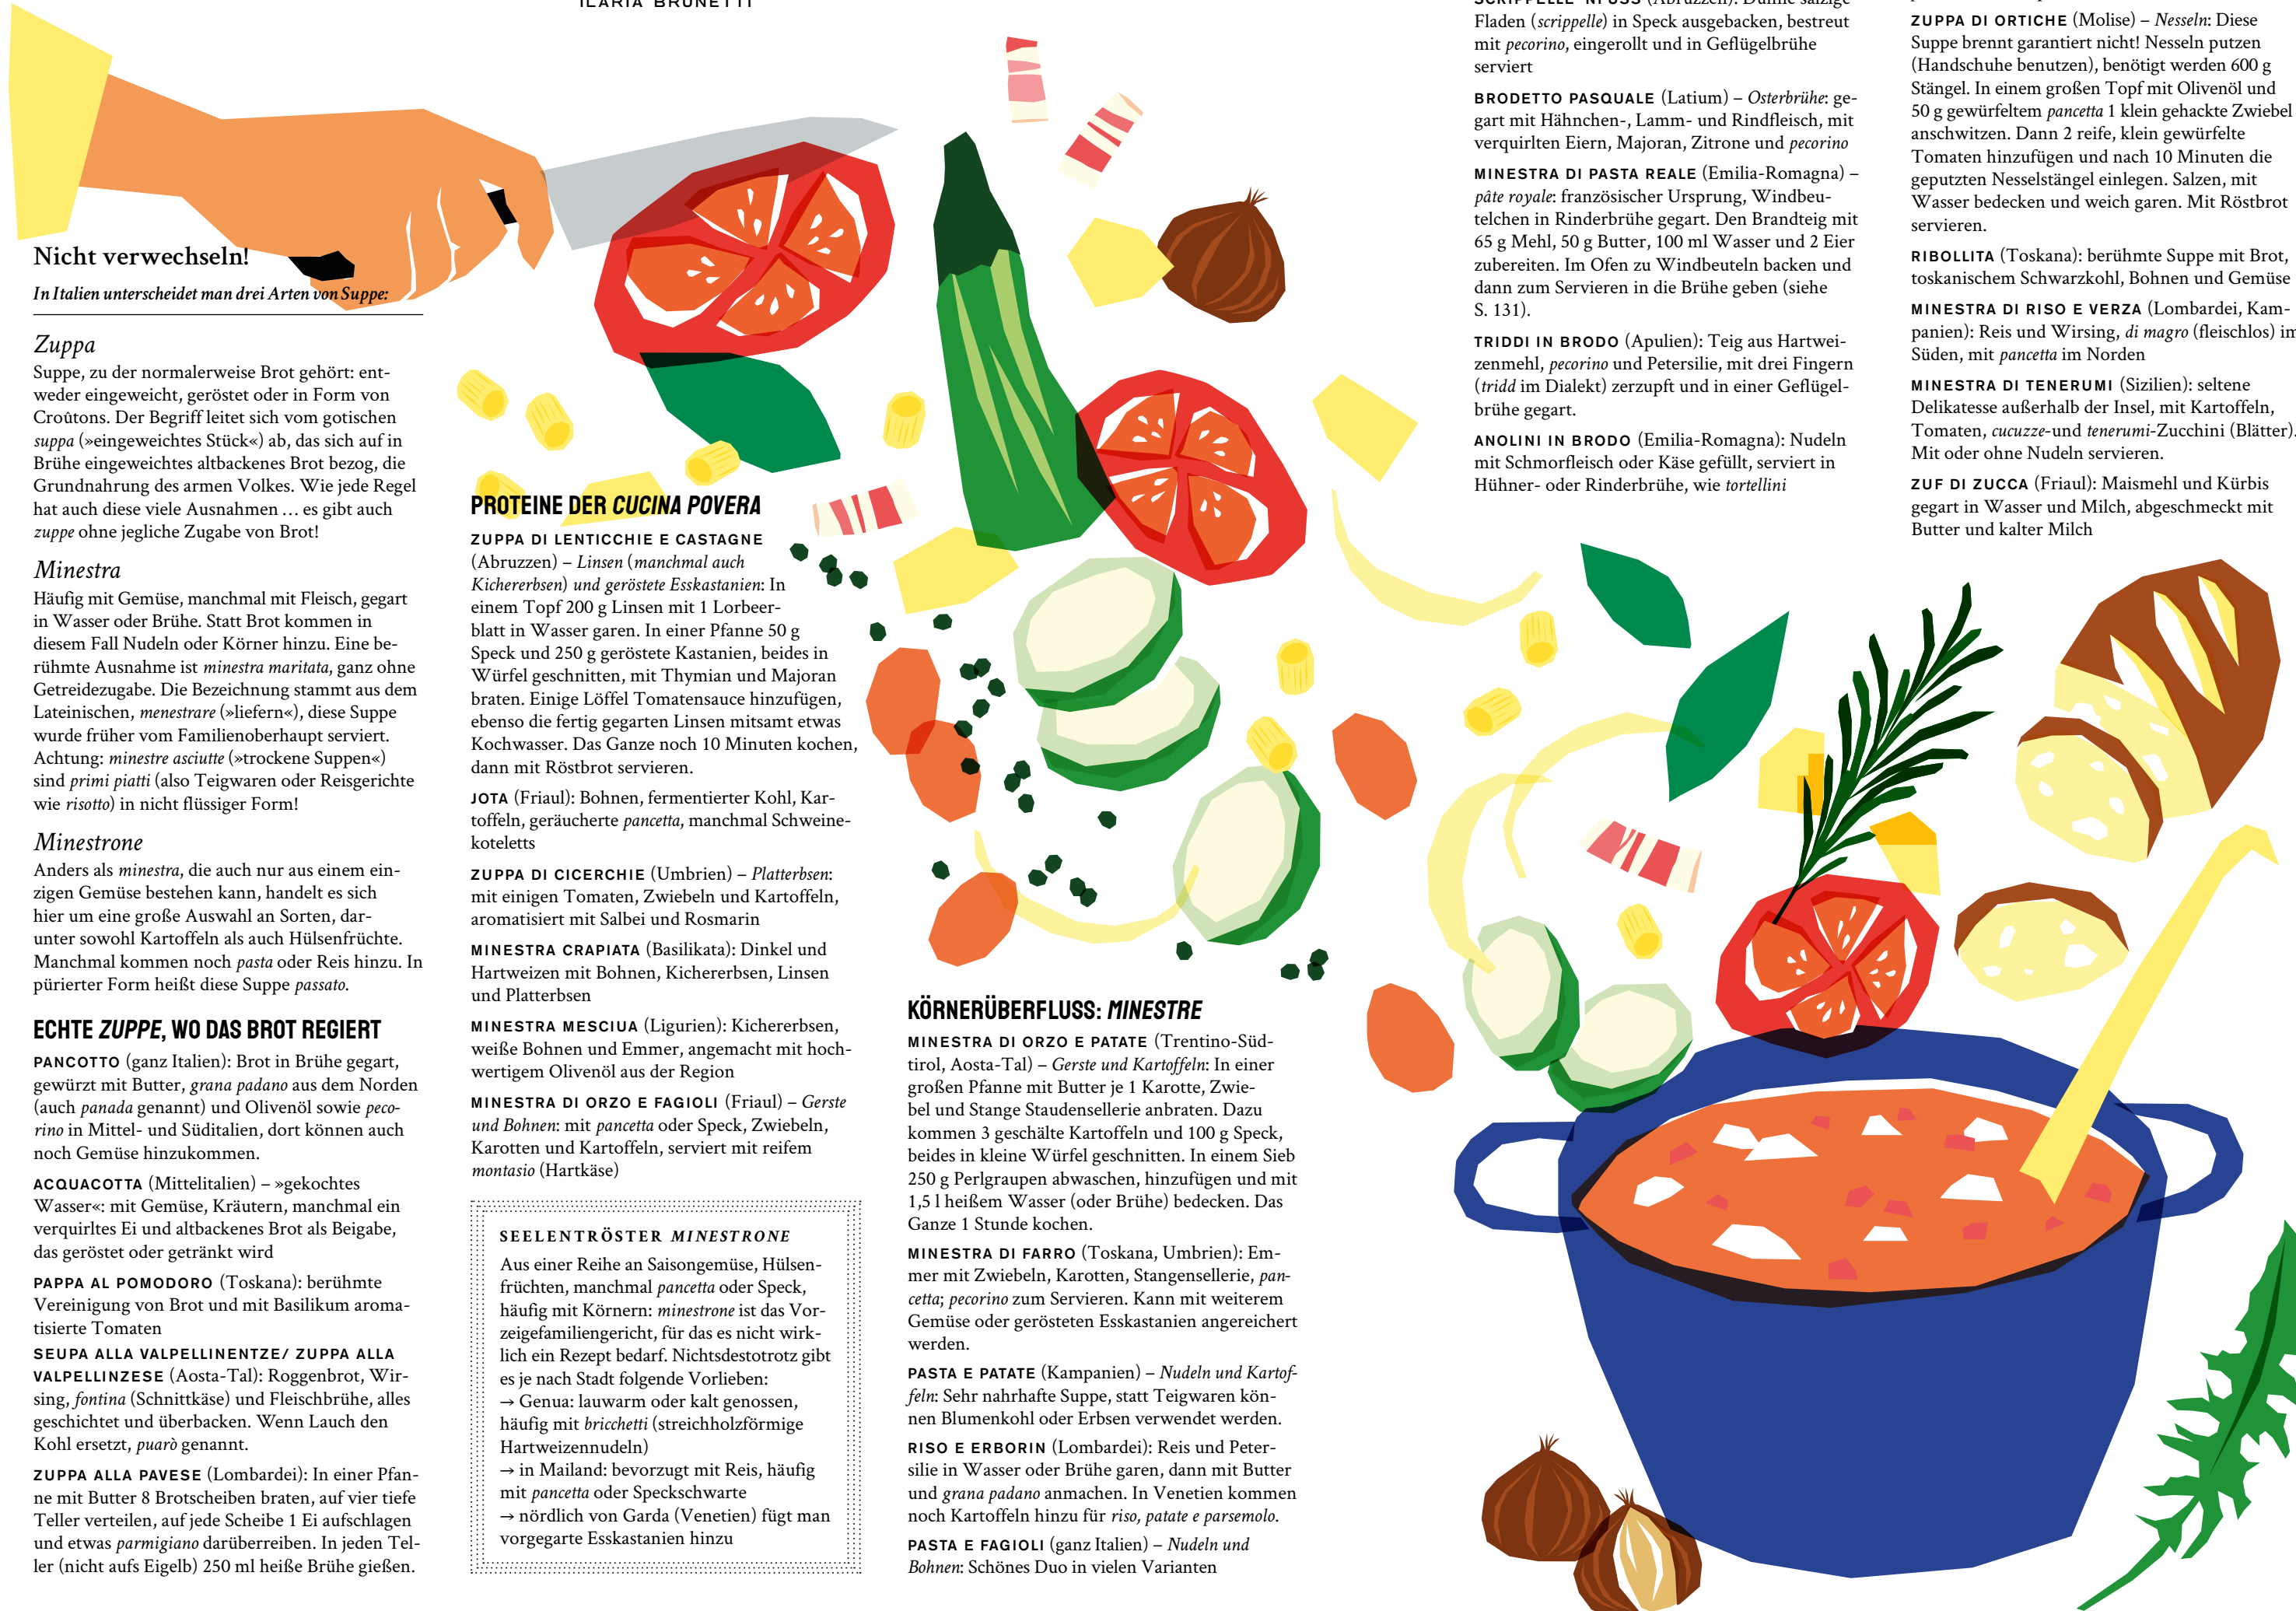 ILARIA BRUNETTI
Nicht verwechseln!
In Italien unterscheidet man drei Arten von Suppe:
Zuppa
Suppe, zu der normalerweise Brot gehört: ent-
weder eingeweicht, geröstet oder in Form von
Croûtons. Der Begriff leitet sich vom gotischen
suppa (»eingeweichtes Stück«) ab, das sich auf in
Brühe eingeweichtes altbackenes Brot bezog, die
Grundnahrung des armen Volkes. Wie jede Regel
hat auch diese viele Ausnahmen … es gibt auch
zuppe ohne jegliche Zugabe von Brot!
Minestra
Häufig mit Gemüse, manchmal mit Fleisch, gegart
in Wasser oder Brühe. Statt Brot kommen in
diesem Fall Nudeln oder Körner hinzu. Eine be-
rühmte Ausnahme ist minestra maritata, ganz ohne
Getreidezugabe. Die Bezeichnung stammt aus dem
Lateinischen, menestrare (»liefern«), diese Suppe
wurde früher vom Familienoberhaupt serviert.
Achtung: minestre asciutte (»trockene Suppen«)
sind primi piatti (also Teigwaren oder Reisgerichte
wie risotto) in nicht flüssiger Form!
Minestrone
Anders als minestra, die auch nur aus einem ein-
zigen Gemüse bestehen kann, handelt es sich
hier um eine große Auswahl an Sorten, dar-
unter sowohl Kartoffeln als auch Hülsenfrüchte.
Manchmal kommen noch pasta oder Reis hinzu. In
pürierter Form heißt diese Suppe passato.
ECHTE ZUPPE, WO DAS BROT REGIERT
PANCOTTO (ganz Italien): Brot in Brühe gegart,
gewürzt mit Butter, grana padano aus dem Norden
(auch panada genannt) und Olivenöl sowie peco-
rino in Mittel- und Süditalien, dort können auch
noch Gemüse hinzukommen.
ACQUACOTTA (Mittelitalien) – »gekochtes
Wasser«: mit Gemüse, Kräutern, manchmal ein
verquirltes Ei und altbackenes Brot als Beigabe,
das geröstet oder getränkt wird
PAPPA AL POMODORO (Toskana): berühmte
Vereinigung von Brot und mit Basilikum aroma-
tisierte Tomaten
SEUPA ALLA VALPELLINENTZE/ ZUPPA ALLA
VALPELLINZESE (Aosta-Tal): Roggenbrot, Wir-
sing, fontina (Schnittkäse) und Fleischbrühe, alles
geschichtet und überbacken. Wenn Lauch den
Kohl ersetzt, puarò genannt.
ZUPPA ALLA PAVESE (Lombardei): In einer Pfan-
ne mit Butter 8 Brotscheiben braten, auf vier tiefe
Teller verteilen, auf jede Scheibe 1 Ei aufschlagen
und etwas parmigiano darüberreiben. In jeden Tel-
ler (nicht aufs Eigelb) 250 ml heiße Brühe gießen.
PROTEINE DER CUCINA POVERA
ZUPPA DI LENTICCHIE E CASTAGNE
(Abruzzen) – Linsen (manchmal auch
Kichererbsen) und geröstete Esskastanien: In
einem Topf 200 g Linsen mit 1 Lorbeer-
blatt in Wasser garen. In einer Pfanne 50 g
Speck und 250 g geröstete Kastanien, beides in
Würfel geschnitten, mit Thymian und Majoran
braten. Einige Löffel Tomatensauce hinzufügen,
ebenso die fertig gegarten Linsen mitsamt etwas
Kochwasser. Das Ganze noch 10 Minuten kochen,
dann mit Röstbrot servieren.
JOTA (Friaul): Bohnen, fermentierter Kohl, Kar-
toffeln, geräucherte pancetta, manchmal Schweine-
koteletts
ZUPPA DI CICERCHIE (Umbrien) – Platterbsen:
mit einigen Tomaten, Zwiebeln und Kartoffeln,
aromatisiert mit Salbei und Rosmarin
MINESTRA CRAPIATA (Basilikata): Dinkel und
Hartweizen mit Bohnen, Kichererbsen, Linsen
und Platterbsen
MINESTRA MESCIUA (Ligurien): Kichererbsen,
weiße Bohnen und Emmer, angemacht mit hoch-
wertigem Olivenöl aus der Region
MINESTRA DI ORZO E FAGIOLI (Friaul) – Gerste
und Bohnen: mit pancetta oder Speck, Zwiebeln,
Karotten und Kartoffeln, serviert mit reifem
montasio (Hartkäse)
SEELENTRÖSTER MINESTRONE
Aus einer Reihe an Saisongemüse, Hülsen-
früchten, manchmal pancetta oder Speck,
häufig mit Körnern: minestrone ist das Vor-
zeigefamiliengericht, für das es nicht wirk-
lich ein Rezept bedarf. Nichtsdestotrotz gibt
es je nach Stadt folgende Vorlieben:
→ Genua: lauwarm oder kalt genossen,
häufig mit bricchetti (streichholzförmige
Hartweizennudeln)
→ in Mailand: bevorzugt mit Reis, häufig
mit pancetta oder Speckschwarte
→ nördlich von Garda (Venetien) fügt man
vorgegarte Esskastanien hinzu
KÖRNERÜBERFLUSS: MINESTRE
MINESTRA DI ORZO E PATATE (Trentino-Süd-
tirol, Aosta-Tal) – Gerste und Kartoffeln: In einer
großen Pfanne mit Butter je 1 Karotte, Zwie-
bel und Stange Staudensellerie anbraten. Dazu
kommen 3 geschälte Kartoffeln und 100 g Speck,
beides in kleine Würfel geschnitten. In einem Sieb
250 g Perlgraupen abwaschen, hinzufügen und mit
1,5 l heißem Wasser (oder Brühe) bedecken. Das
Ganze 1 Stunde kochen.
MINESTRA DI FARRO (Toskana, Umbrien): Em-
mer mit Zwiebeln, Karotten, Stangensellerie, pan-
cetta; pecorino zum Servieren. Kann mit weiterem
Gemüse oder gerösteten Esskastanien angereichert
werden.
PASTA E PATATE (Kampanien) – Nudeln und Kartof-
feln: Sehr nahrhafte Suppe, statt Teigwaren kön-
nen Blumenkohl oder Erbsen verwendet werden.
RISO E ERBORIN (Lombardei): Reis und Peter-
silie in Wasser oder Brühe garen, dann mit Butter
und grana padano anmachen. In Venetien kommen
noch Kartoffeln hinzu für riso, patate e parsemolo.
PASTA E FAGIOLI (ganz Italien) – Nudeln und
Bohnen: Schönes Duo in vielen Varianten
SCRIPPELLE 'NFUSS (Abruzzen): Dünne salzige
Fladen (scrippelle) in Speck ausgebacken, bestreut
mit pecorino, eingerollt und in Geflügelbrühe
serviert
BRODETTO PASQUALE (Latium) – Osterbrühe: ge-
gart mit Hähnchen-, Lamm- und Rindfleisch, mit
verquirlten Eiern, Majoran, Zitrone und pecorino
MINESTRA DI PASTA REALE (Emilia-Romagna) –
pâte royale: französischer Ursprung, Windbeu-
telchen in Rinderbrühe gegart. Den Brandteig mit
65 g Mehl, 50 g Butter, 100 ml Wasser und 2 Eier
zubereiten. Im Ofen zu Windbeuteln backen und
dann zum Servieren in die Brühe geben (siehe
S. 131).
TRIDDI IN BRODO (Apulien): Teig aus Hartwei-
zenmehl, pecorino und Petersilie, mit drei Fingern
(tridd im Dialekt) zerzupft und in einer Geflügel-
brühe gegart.
ANOLINI IN BRODO (Emilia-Romagna): Nudeln
mit Schmorfleisch oder Käse gefüllt, serviert in
Hühner- oder Rinderbrühe, wie tortellini
ZUPPA DI ORTICHE (Molise) – Nesseln: Diese
Suppe brennt garantiert nicht! Nesseln putzen
(Handschuhe benutzen), benötigt werden 600 g
Stängel. In einem großen Topf mit Olivenöl und
50 g gewürfeltem pancetta 1 klein gehackte Zwiebel
anschwitzen. Dann 2 reife, klein gewürfelte
Tomaten hinzufügen und nach 10 Minuten die
geputzten Nesselstängel einlegen. Salzen, mit
Wasser bedecken und weich garen. Mit Röstbrot
servieren.
RIBOLLITA (Toskana): berühmte Suppe mit Brot,
toskanischem Schwarzkohl, Bohnen und Gemüse
MINESTRA DI RISO E VERZA (Lombardei, Kam-
panien): Reis und Wirsing, di magro (fleischlos) im
Süden, mit pancetta im Norden
MINESTRA DI TENERUMI (Sizilien): seltene
Delikatesse außerhalb der Insel, mit Kartoffeln,
Tomaten, cucuzze-und tenerumi-Zucchini (Blätter).
Mit oder ohne Nudeln servieren.
ZUF DI ZUCCA (Friaul): Maismehl und Kürbis
gegart in Wasser und Milch, abgeschmeckt mit
Butter und kalter Milch